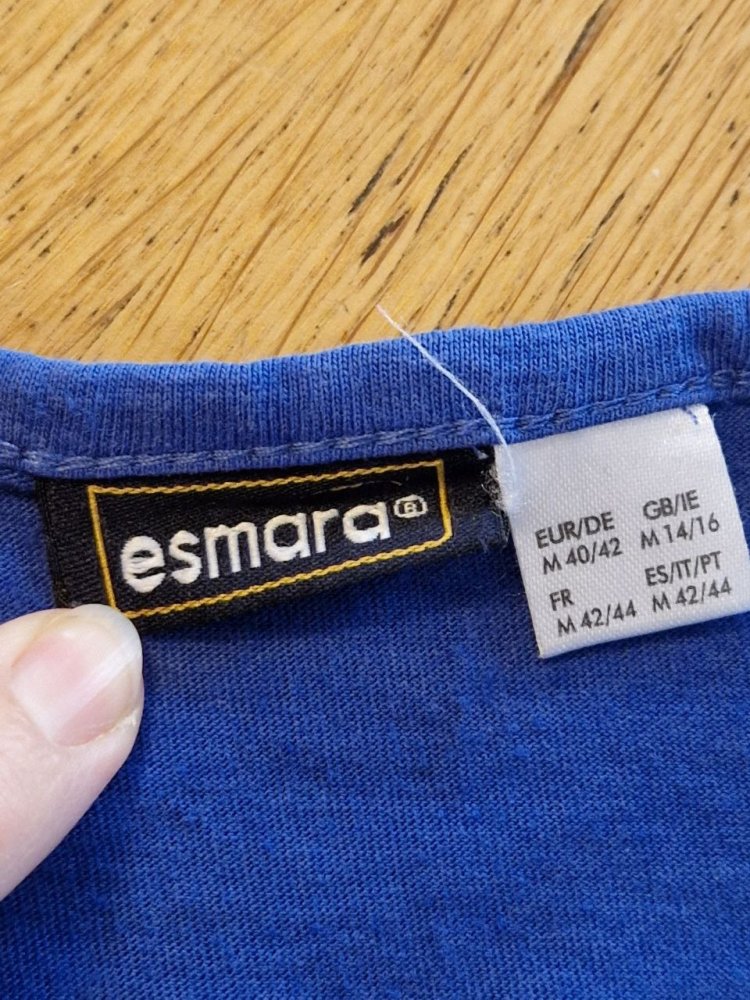 esmara®
EUR/DE GB/IE
M 40/42 M 14/16
FR ES/IT/PT
M 42/44 M 42/44